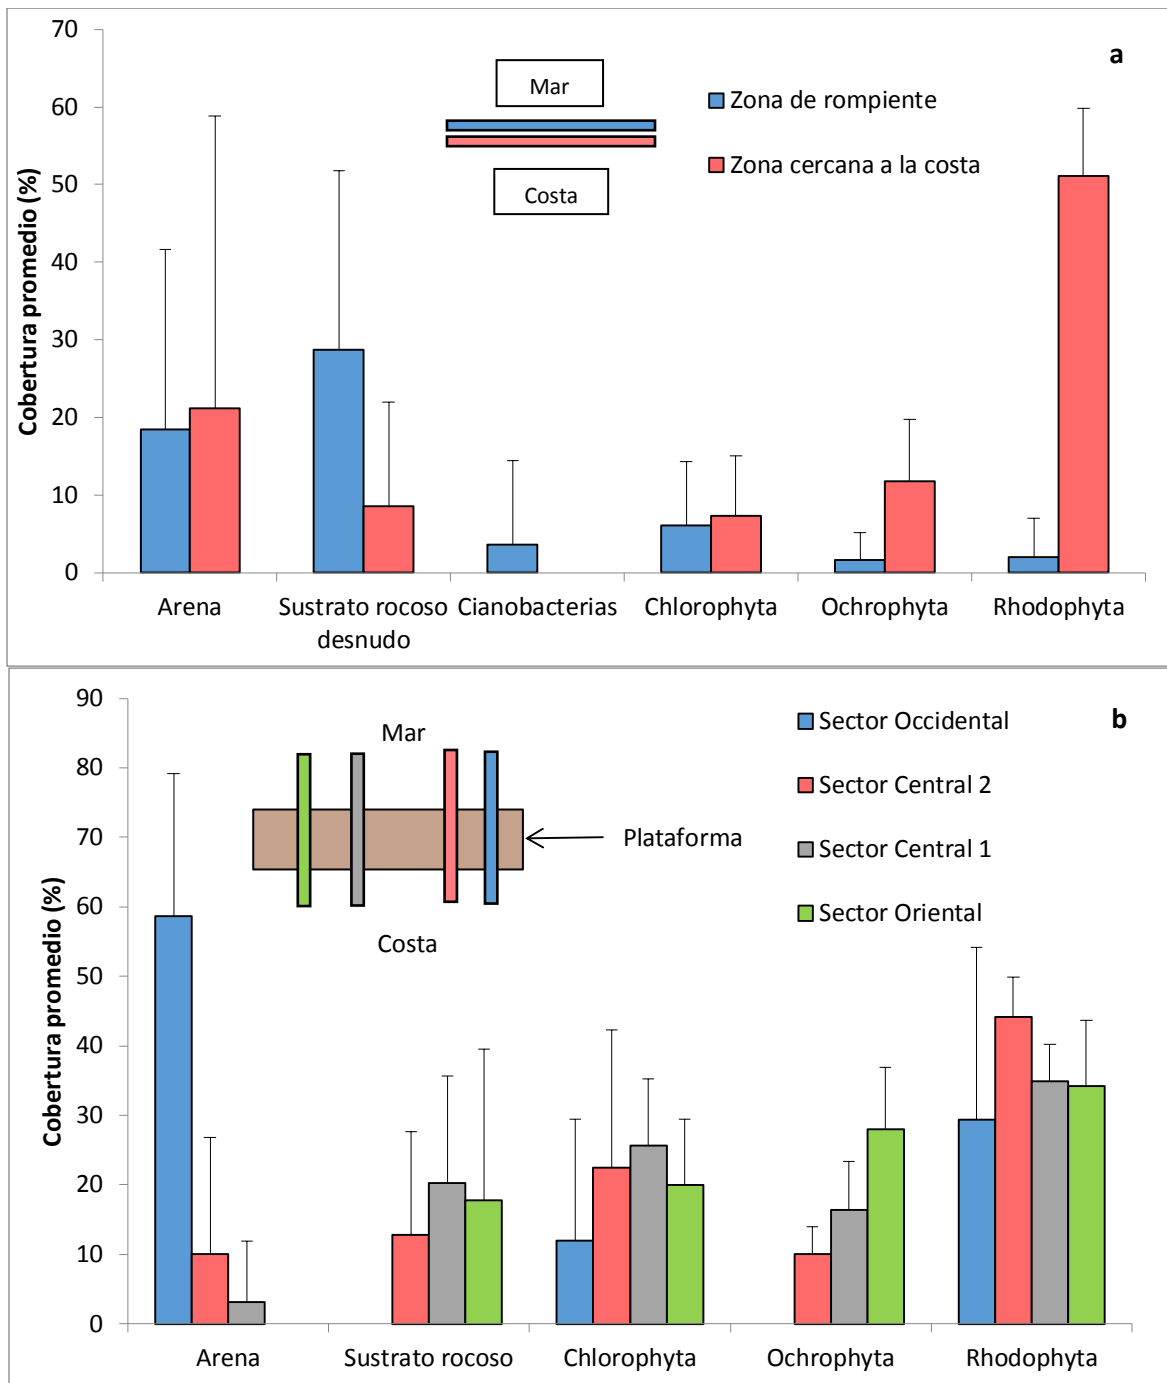 a
Cobertura promedio (%)
70
60
50
40
30
20
10
0
Mar
Costa
Zona de rompiente
Zona cercana a la costa
Arena
Sustrato rocoso
desnudo
Cianobacterias
Chlorophyta
Ochrophyta
Rhodophyta
b
Cobertura promedio (%)
90
80
70
60
50
40
30
20
10
0
Mar
Plataforma
Costa
Sector Occidental
Sector Central 2
Sector Central 1
Sector Oriental
Arena
Sustrato rocoso
Chlorophyta
Ochrophyta
Rhodophyta